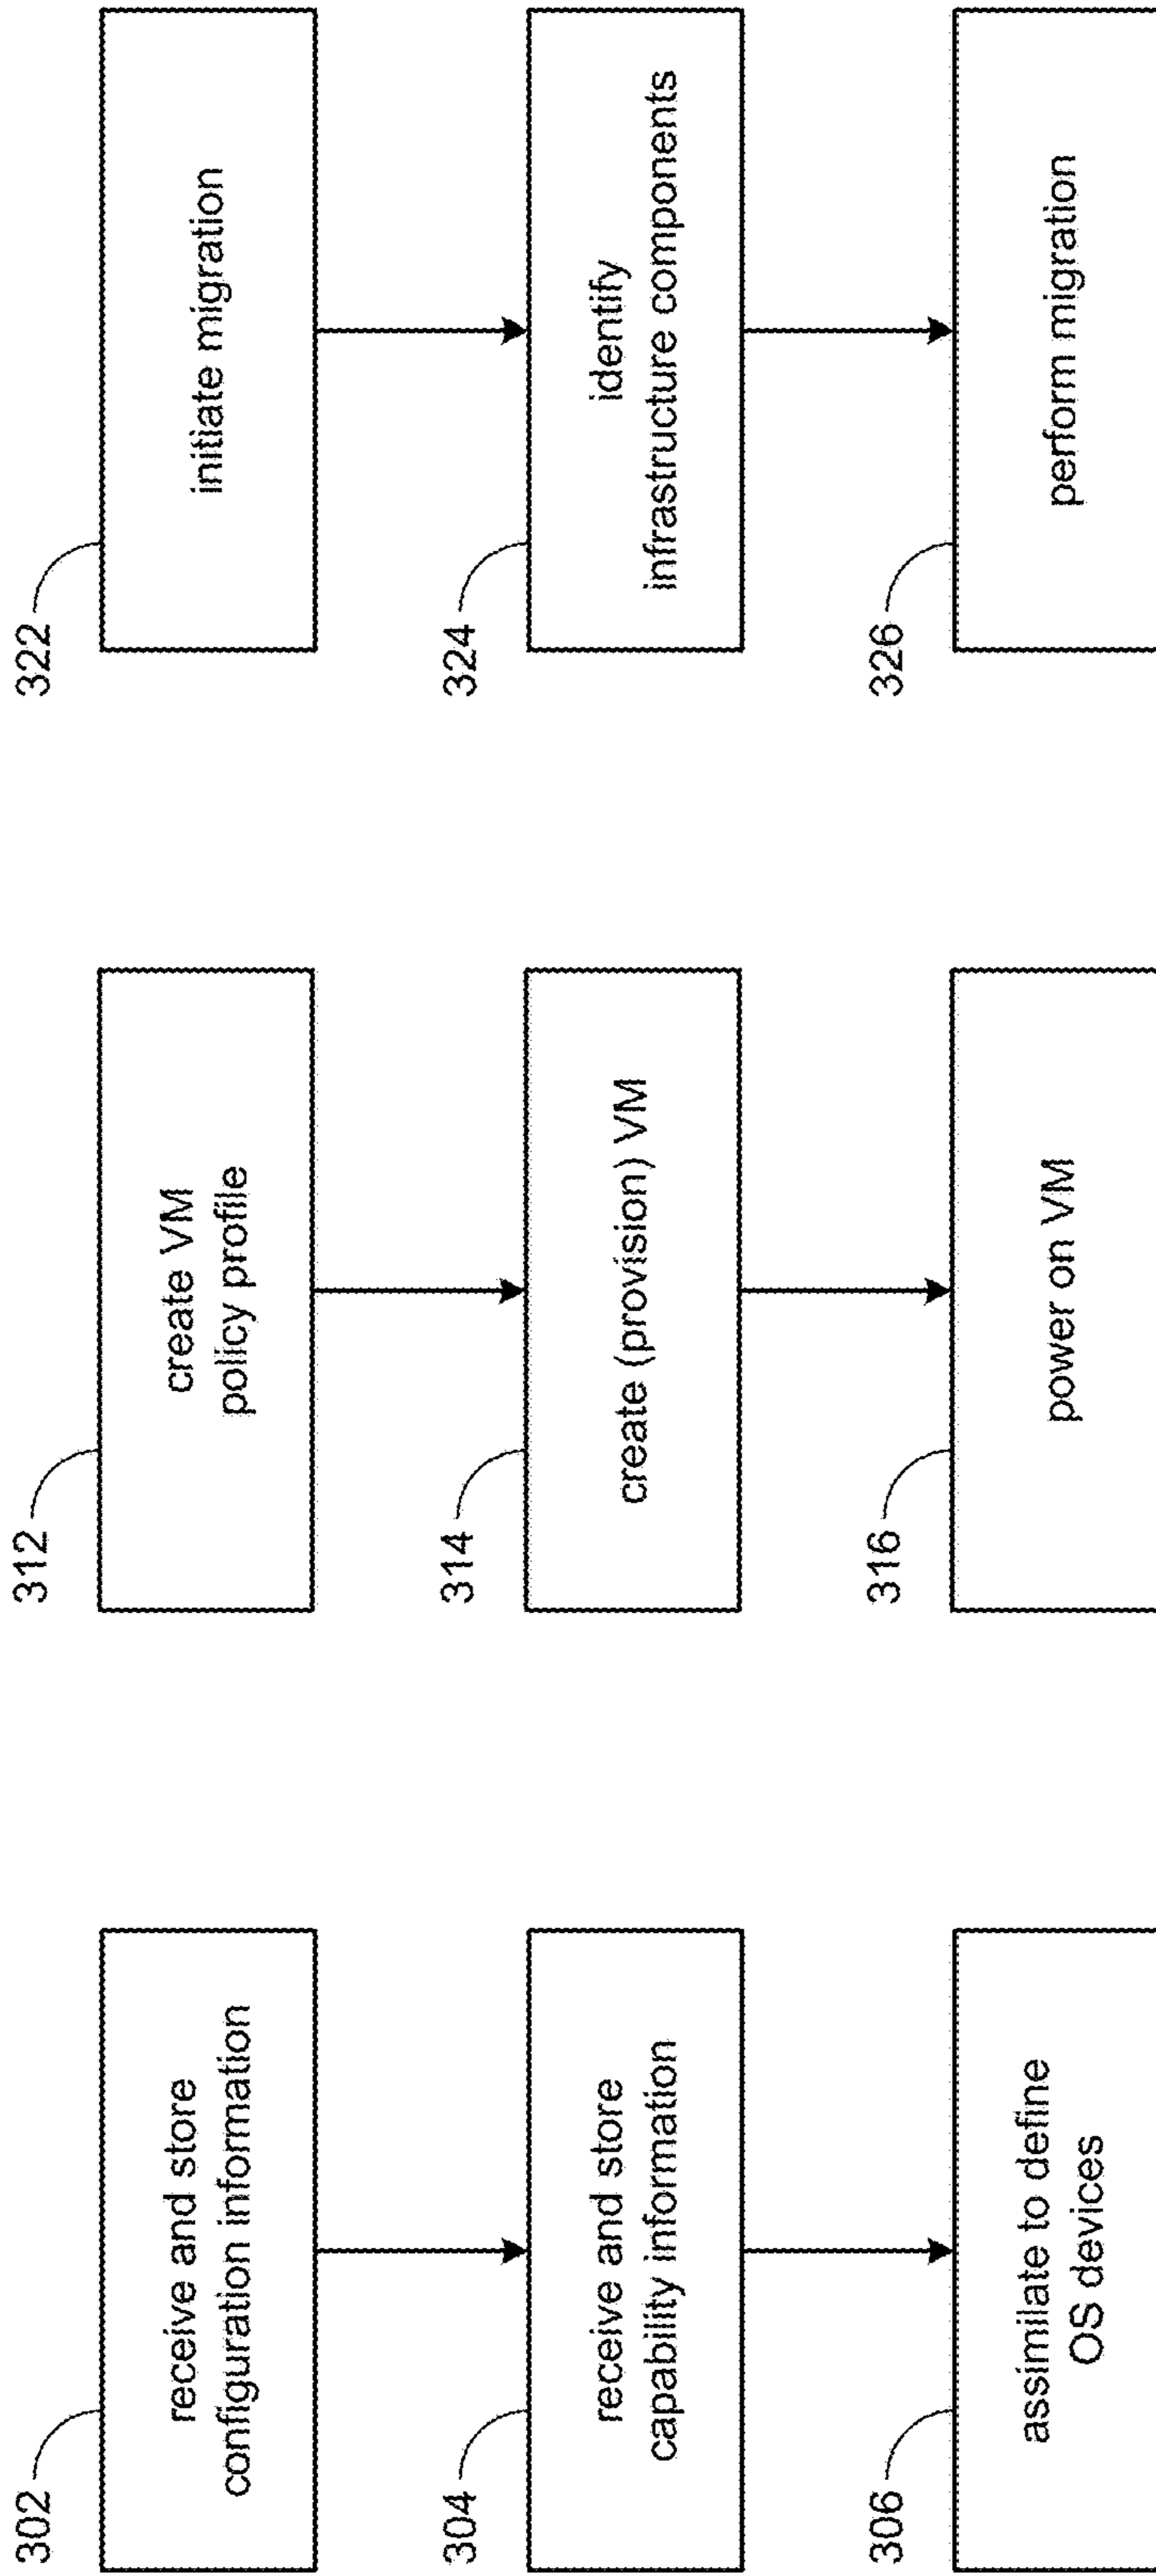 302
receive and store
configuration information
304
receive and store
capability information
306
assimilate to define
OS devices
312
create VM
policy profile
314
create (provision) VM
316
power on VM
322
initiate migration
324
identify
infrastructure components
326
perform migration